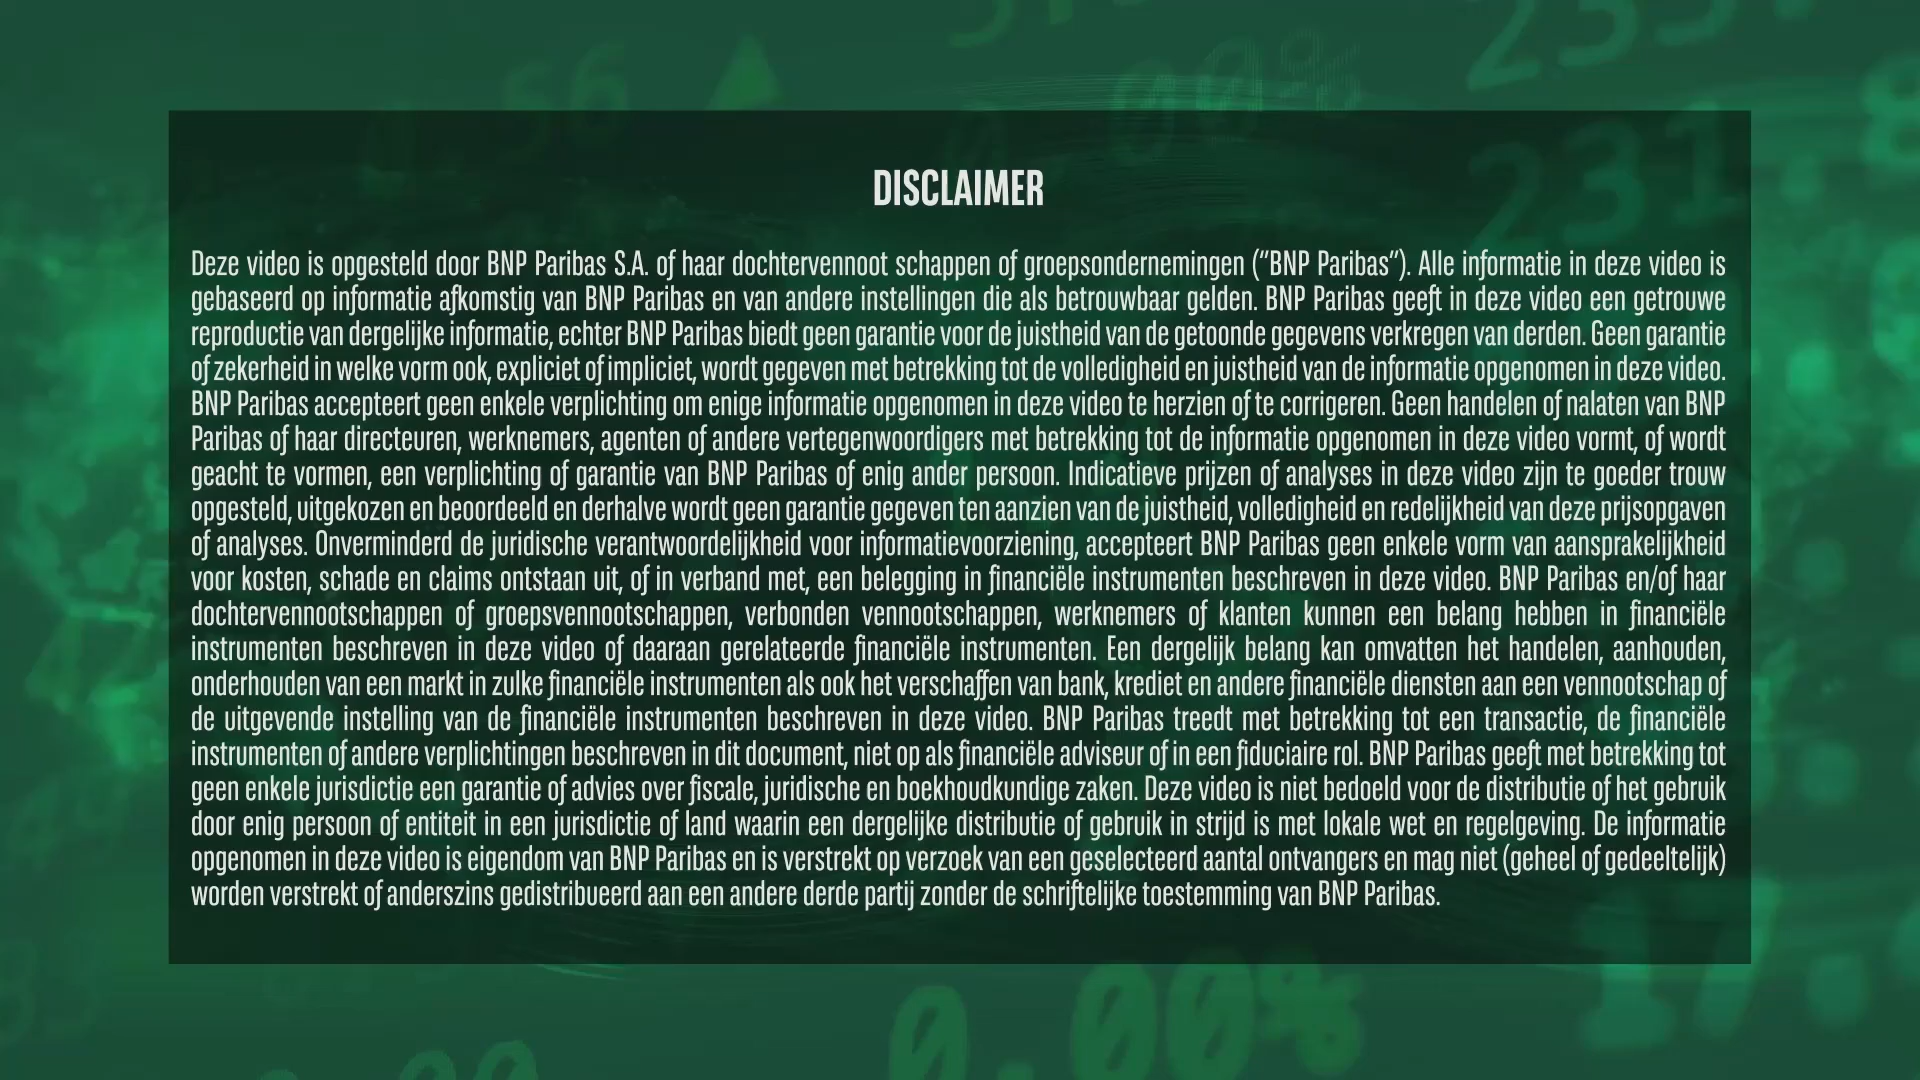 56
00%
231.
DISCLAIMER
Deze video is opgesteld door BNP Paribas S.A. of haar dochtervennoot schappen of groepsondernemingen (“BNP Paribas”). Alle informatie in deze video is
gebaseerd op informatie afkomstig van BNP Paribas en van andere instellingen die als betrouwbaar gelden. BNP Paribas geeft in deze video een getrouwe
reproductie van dergelijke informatie, echter BNP Paribas biedt geen garantie voor de juistheid van de getoonde gegevens verkregen van derden. Geen garantie
of zekerheid in welke vorm ook, expliciet of impliciet, wordt gegeven met betrekking tot de volledigheid en juistheid van de informatie opgenomen in deze video.
BNP Paribas accepteert geen enkele verplichting om enige informatie opgenomen in deze video te herzien of te corrigeren. Geen handelen of nalaten van BNP
Paribas of haar directeuren, werknemers, agenten of andere vertegenwoordigers met betrekking tot de informatie opgenomen in deze video vormt, of wordt
geacht te vormen, een verplichting of garantie van BNP Paribas of enig ander persoon. Indicatieve prijzen of analyses in deze video zijn te goeder trouw
opgesteld, uitgekozen en beoordeeld en derhalve wordt geen garantie gegeven ten aanzien van de juistheid, volledigheid en redelijkheid van deze prijsopgaven
of analyses. Onverminderd de juridische verantwoordelijkheid voor informatievoorziening, accepteert BNP Paribas geen enkele vorm van aansprakelijkheid
voor kosten, schade en claims ontstaan uit, of in verband met, een belegging in financiële instrumenten beschreven in deze video. BNP Paribas en/of haar
dochtervennootschappen of groepsvennootschappen, verbonden vennootschappen, werknemers of klanten kunnen een belang hebben in financiële
instrumenten beschreven in deze video of daaraan gerelateerde financiële instrumenten. Een dergelijk belang kan omvatten het handelen, aanhouden,
onderhouden van een markt in zulke financiële instrumenten als ook het verschaffen van bank, krediet en andere financiële diensten aan een vennootschap of
de uitgevende instelling van de financiële instrumenten beschreven in deze video. BNP Paribas treedt met betrekking tot een transactie, de financiële
instrumenten of andere verplichtingen beschreven in dit document, niet op als financiële adviseur of in een fiduciaire rol. BNP Paribas geeft met betrekking tot
geen enkele jurisdictie een garantie of advies over fiscale, juridische en boekhoudkundige zaken. Deze video is niet bedoeld voor de distributie of het gebruik
door enig persoon of entiteit in een jurisdictie of land waarin een dergelijke distributie of gebruik in strijd is met lokale wet en regelgeving. De informatie
opgenomen in deze video is eigendom van BNP Paribas en is verstrekt op verzoek van een geselecteerd aantal ontvangers en mag niet (geheel of gedeeltelijk)
worden verstrekt of anderszins gedistribueerd aan een andere derde partij zonder de schriftelijke toestemming van BNP Paribas.
17.
0.00%